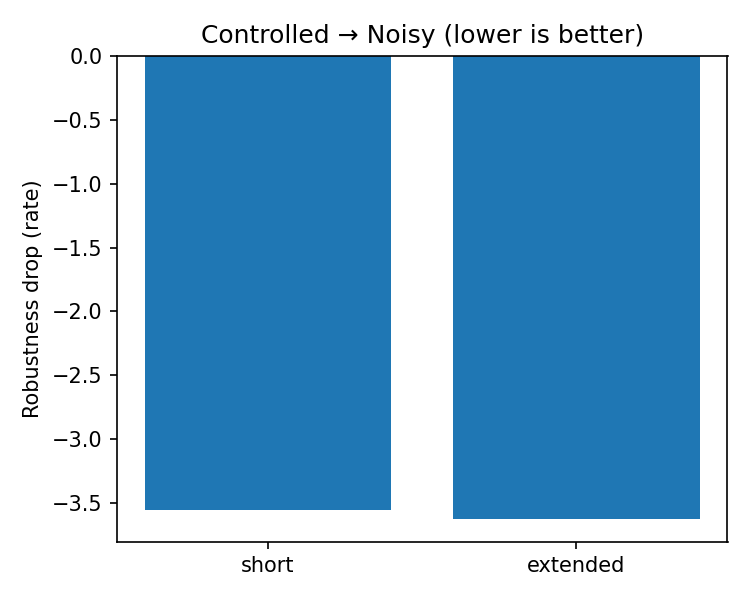 Controlled → Noisy (lower is better)
Robustness drop (rate)
0.0
−0.5
−1.0
−1.5
−2.0
−2.5
−3.0
−3.5
short
extended